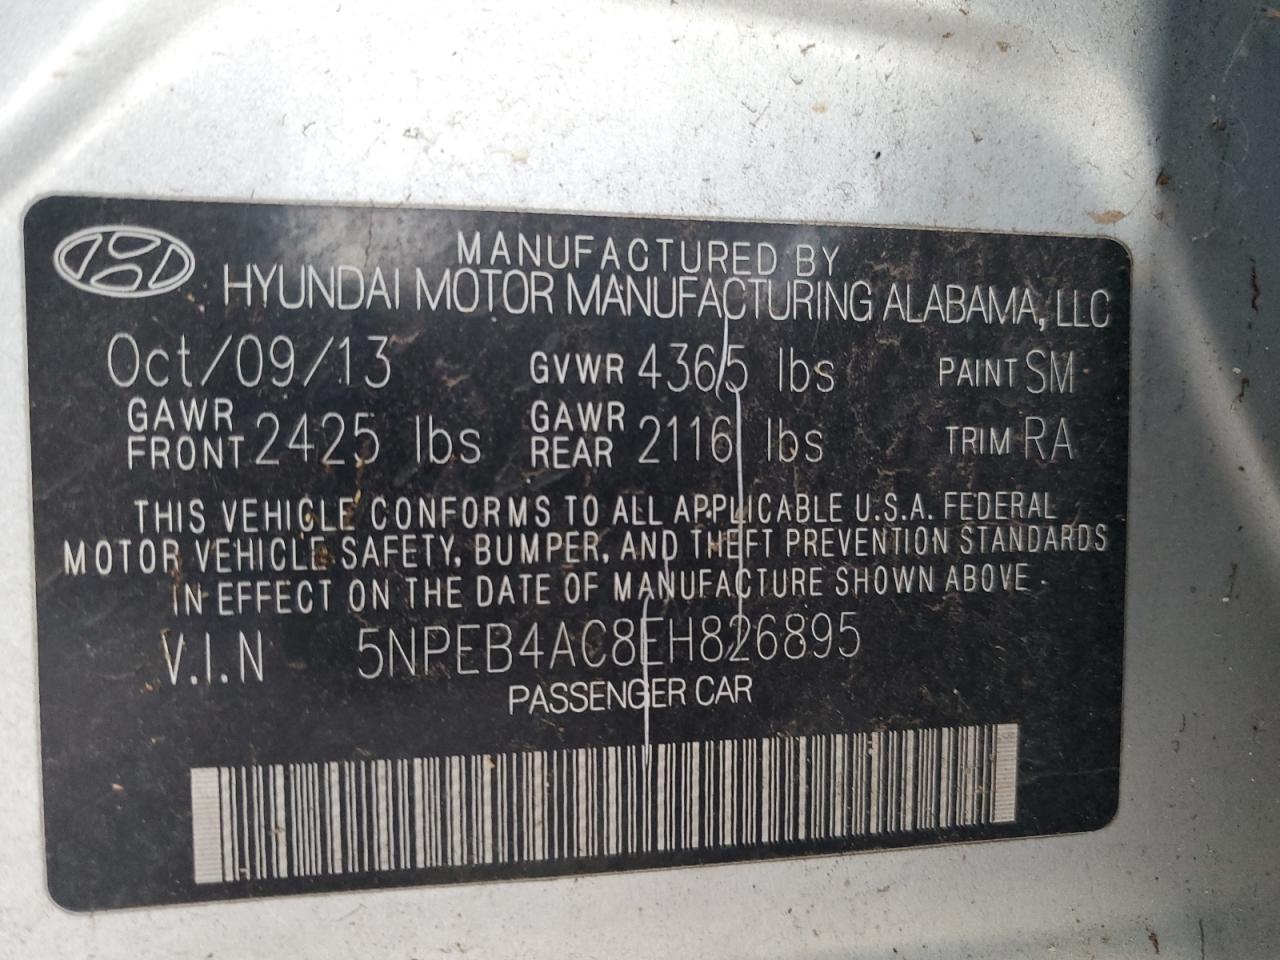 MANUFACTURED BY
HYUNDAI MOTOR MANUFACTURING ALABAMA, LLC
Oct/09/13 GVWR 4365 lbs PAINT SM
GAWR FRONT 2425 lbs GAWR REAR 2116 lbs TRIM RA
THIS VEHICLE CONFORMS TO ALL APPLICABLE U.S.A. FEDERAL
MOTOR VEHICLE SAFETY, BUMPER, AND THEFT PREVENTION STANDARDS
IN EFFECT ON THE DATE OF MANUFACTURE SHOWN ABOVE.
V.I.N 5NPEB4AC8EH826895
PASSENGER CAR